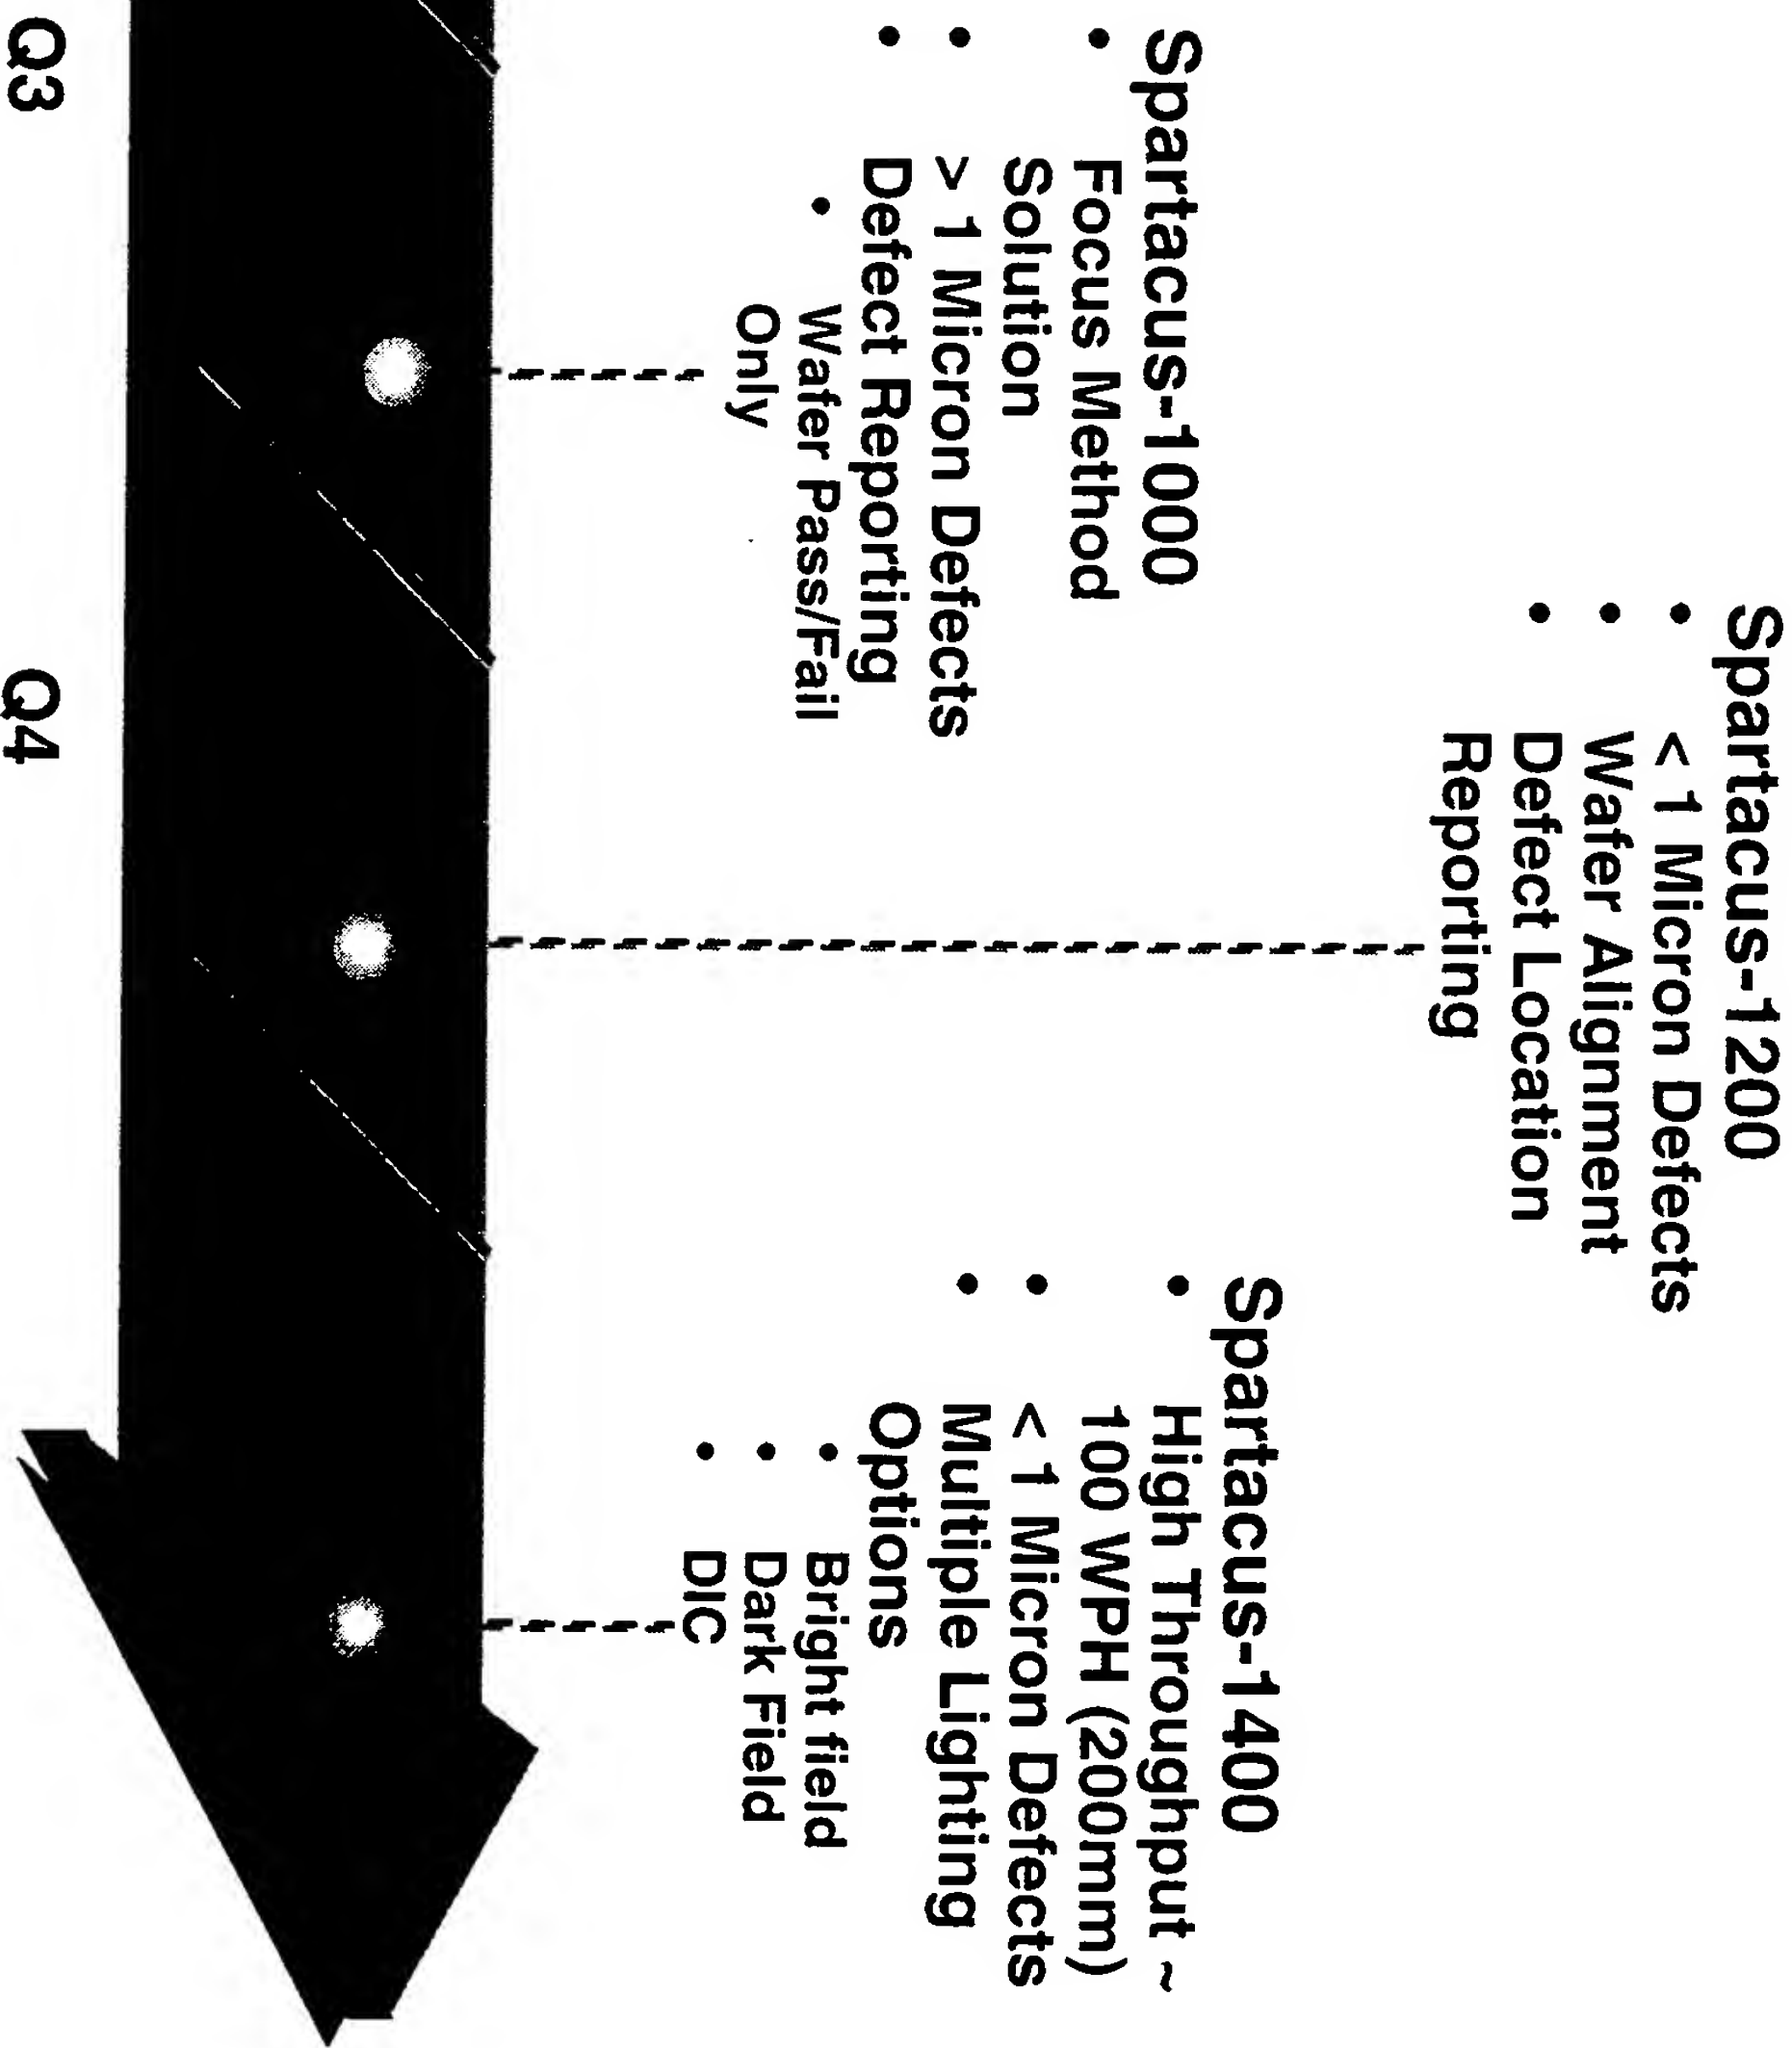 Spartacus-1000
• Focus Method
Solution
• > 1 Micron Defects
• Defect Reporting
• Wafer Pass/Fail
Only
Spartacus-1200
• < 1 Micron Defects
• Wafer Alignment
• Defect Location
Reporting
Spartacus-1400
• High Throughput ~
100 WPH (200mm)
• < 1 Micron Defects
• Multiple Lighting
Options
• Bright field
• Dark Field
• DIC
Q3
Q4